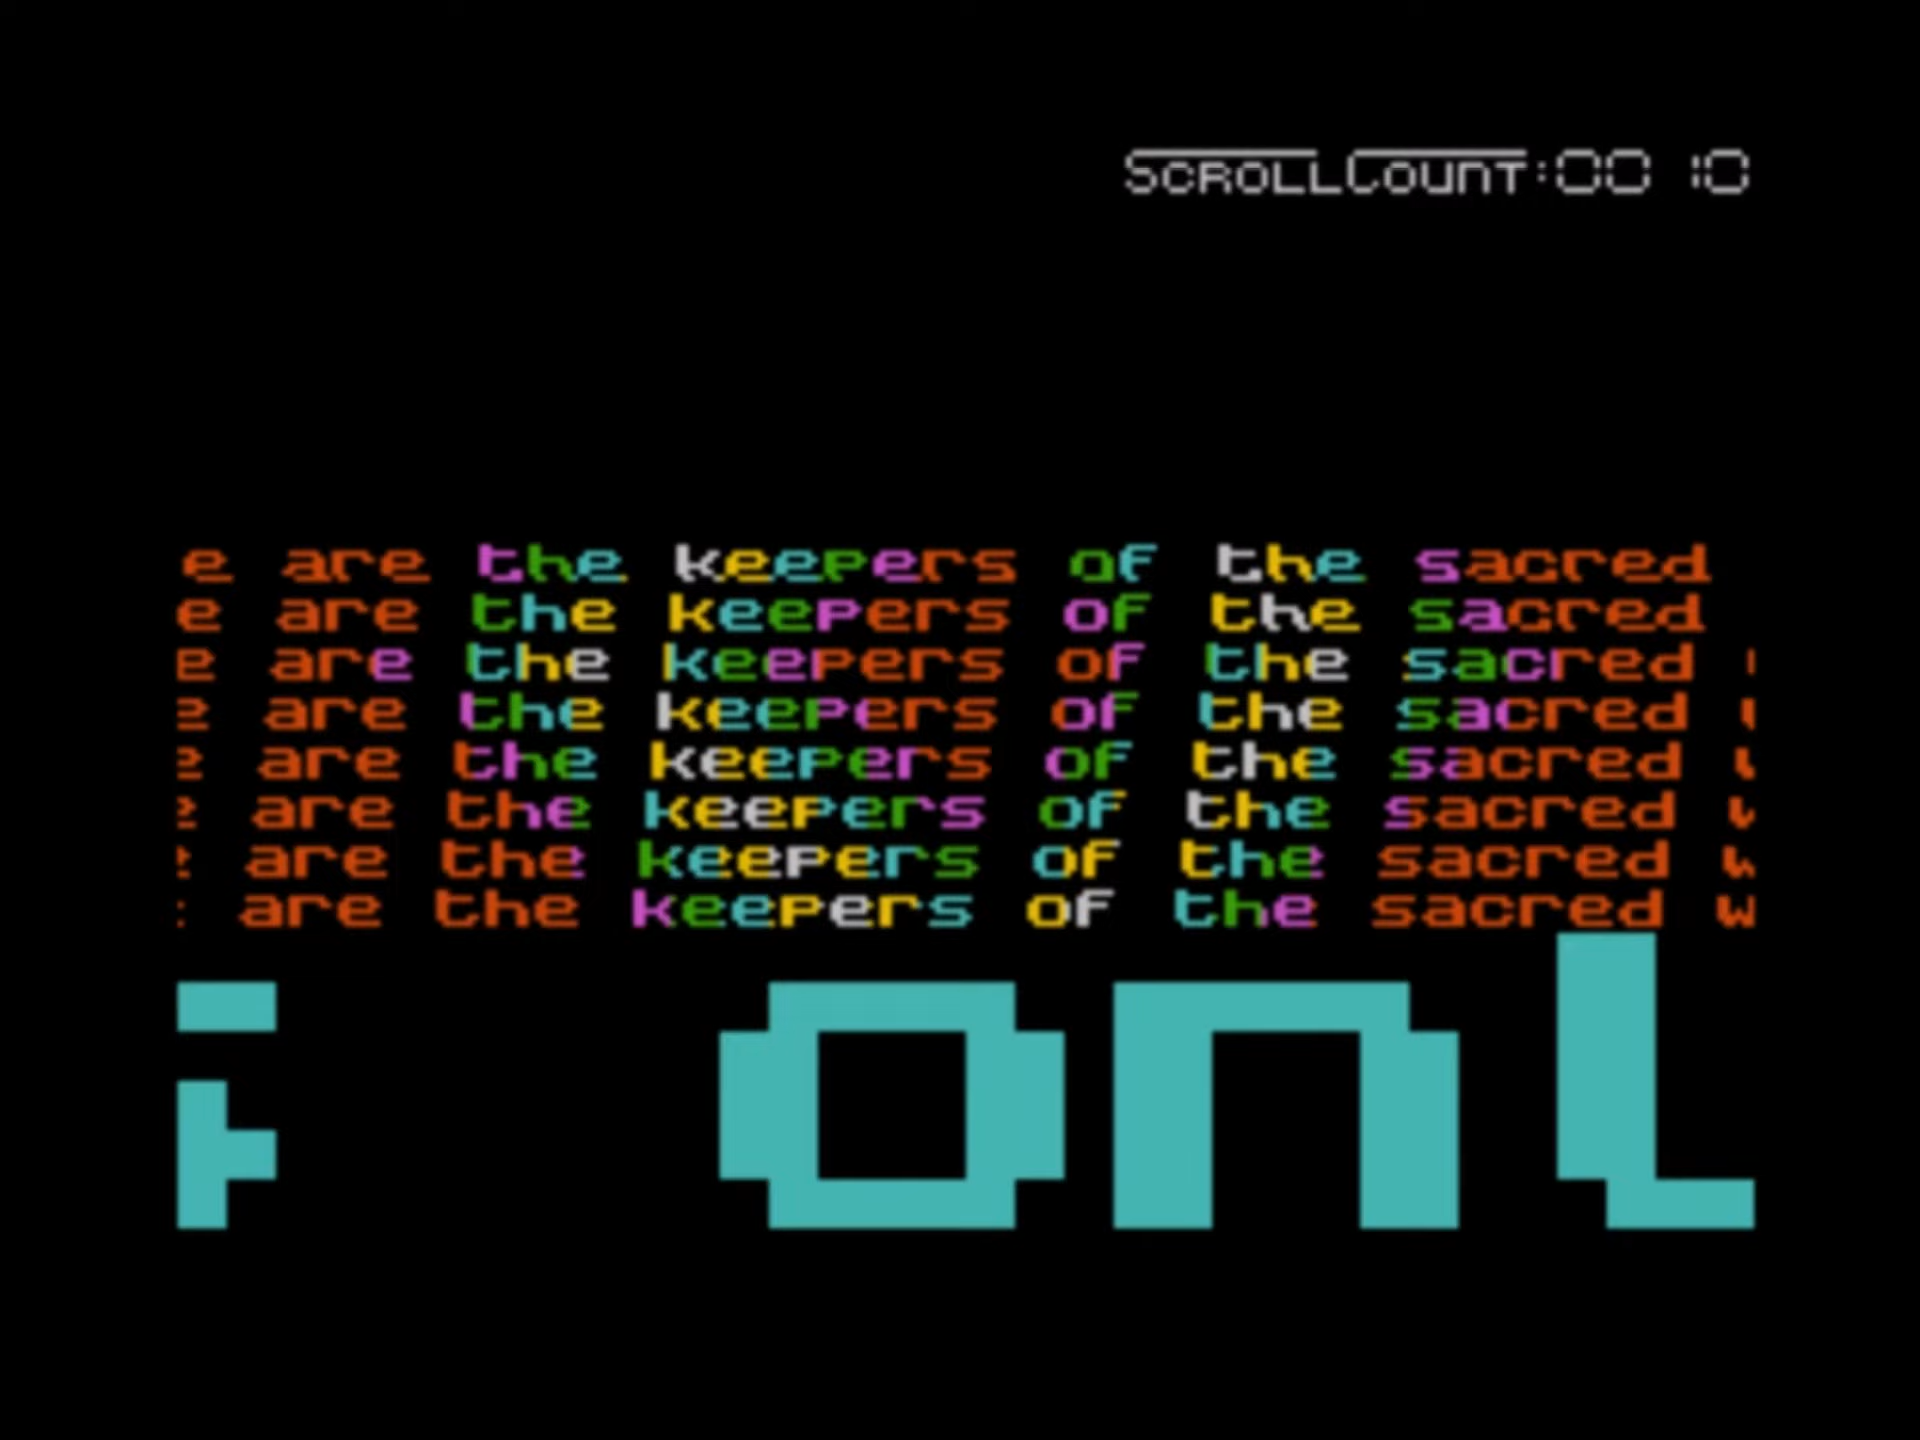 ScrollCount:00 10
e are the keepers of the sacred
e are the keepers of the sacred
e are the keepers of the sacred
e are the keepers of the sacred
e are the keepers of the sacred
e are the keepers of the sacred
are the keepers of the sacred
are the keepers of the sacred w
onl